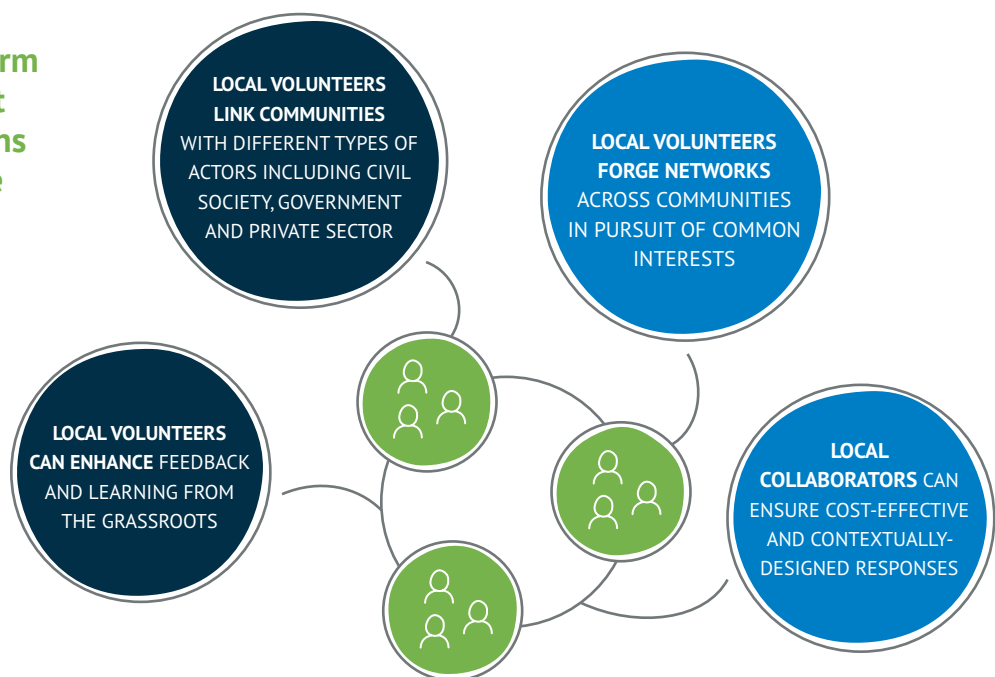 LOCAL VOLUNTEERS
LINK COMMUNITIES
WITH DIFFERENT TYPES OF
ACTORS INCLUDING CIVIL
SOCIETY, GOVERNMENT
AND PRIVATE SECTOR
LOCAL VOLUNTEERS
FORGE NETWORKS
ACROSS COMMUNITIES
IN PURSUIT OF COMMON
INTERESTS
LOCAL VOLUNTEERS
CAN ENHANCE FEEDBACK
AND LEARNING FROM
THE GRASSROOTS
LOCAL
COLLABORATORS CAN
ENSURE COST-EFFECTIVE
AND CONTEXTUALLY-
DESIGNED RESPONSES